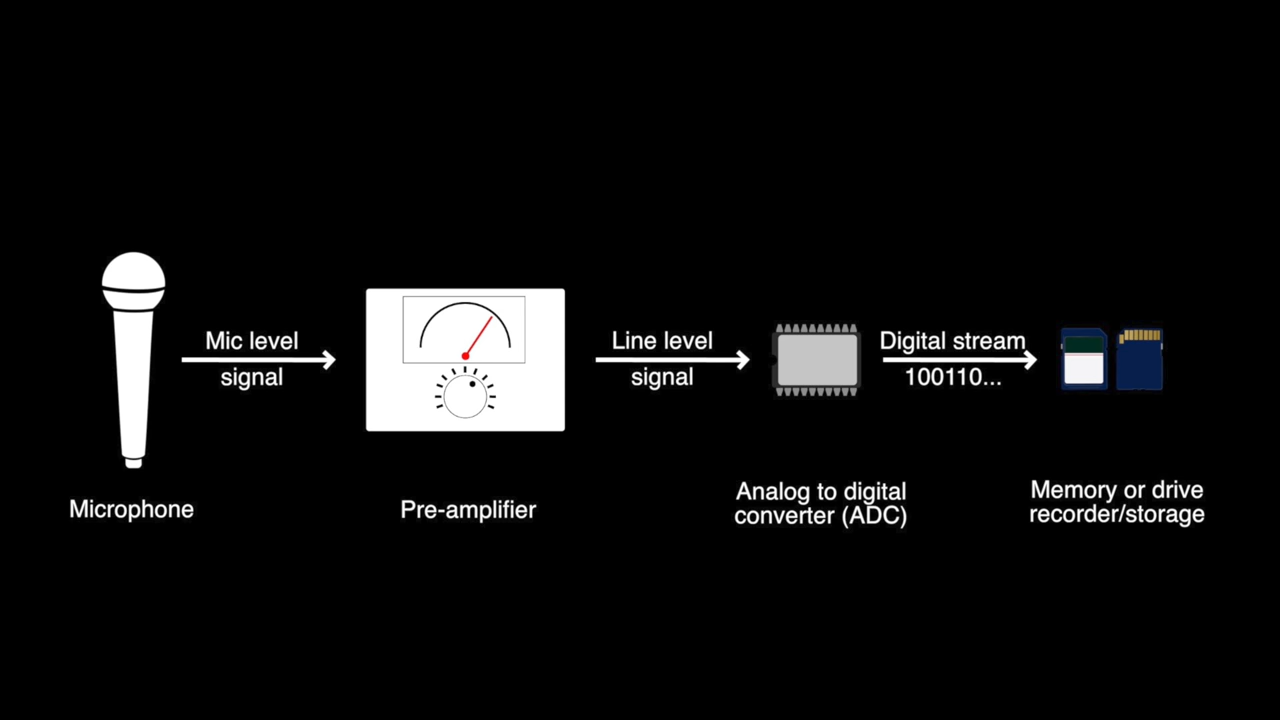 Mic level
signal
Line level
signal
Digital stream
100110...
Microphone
Pre-amplifier
Analog to digital
converter (ADC)
Memory or drive
recorder/storage